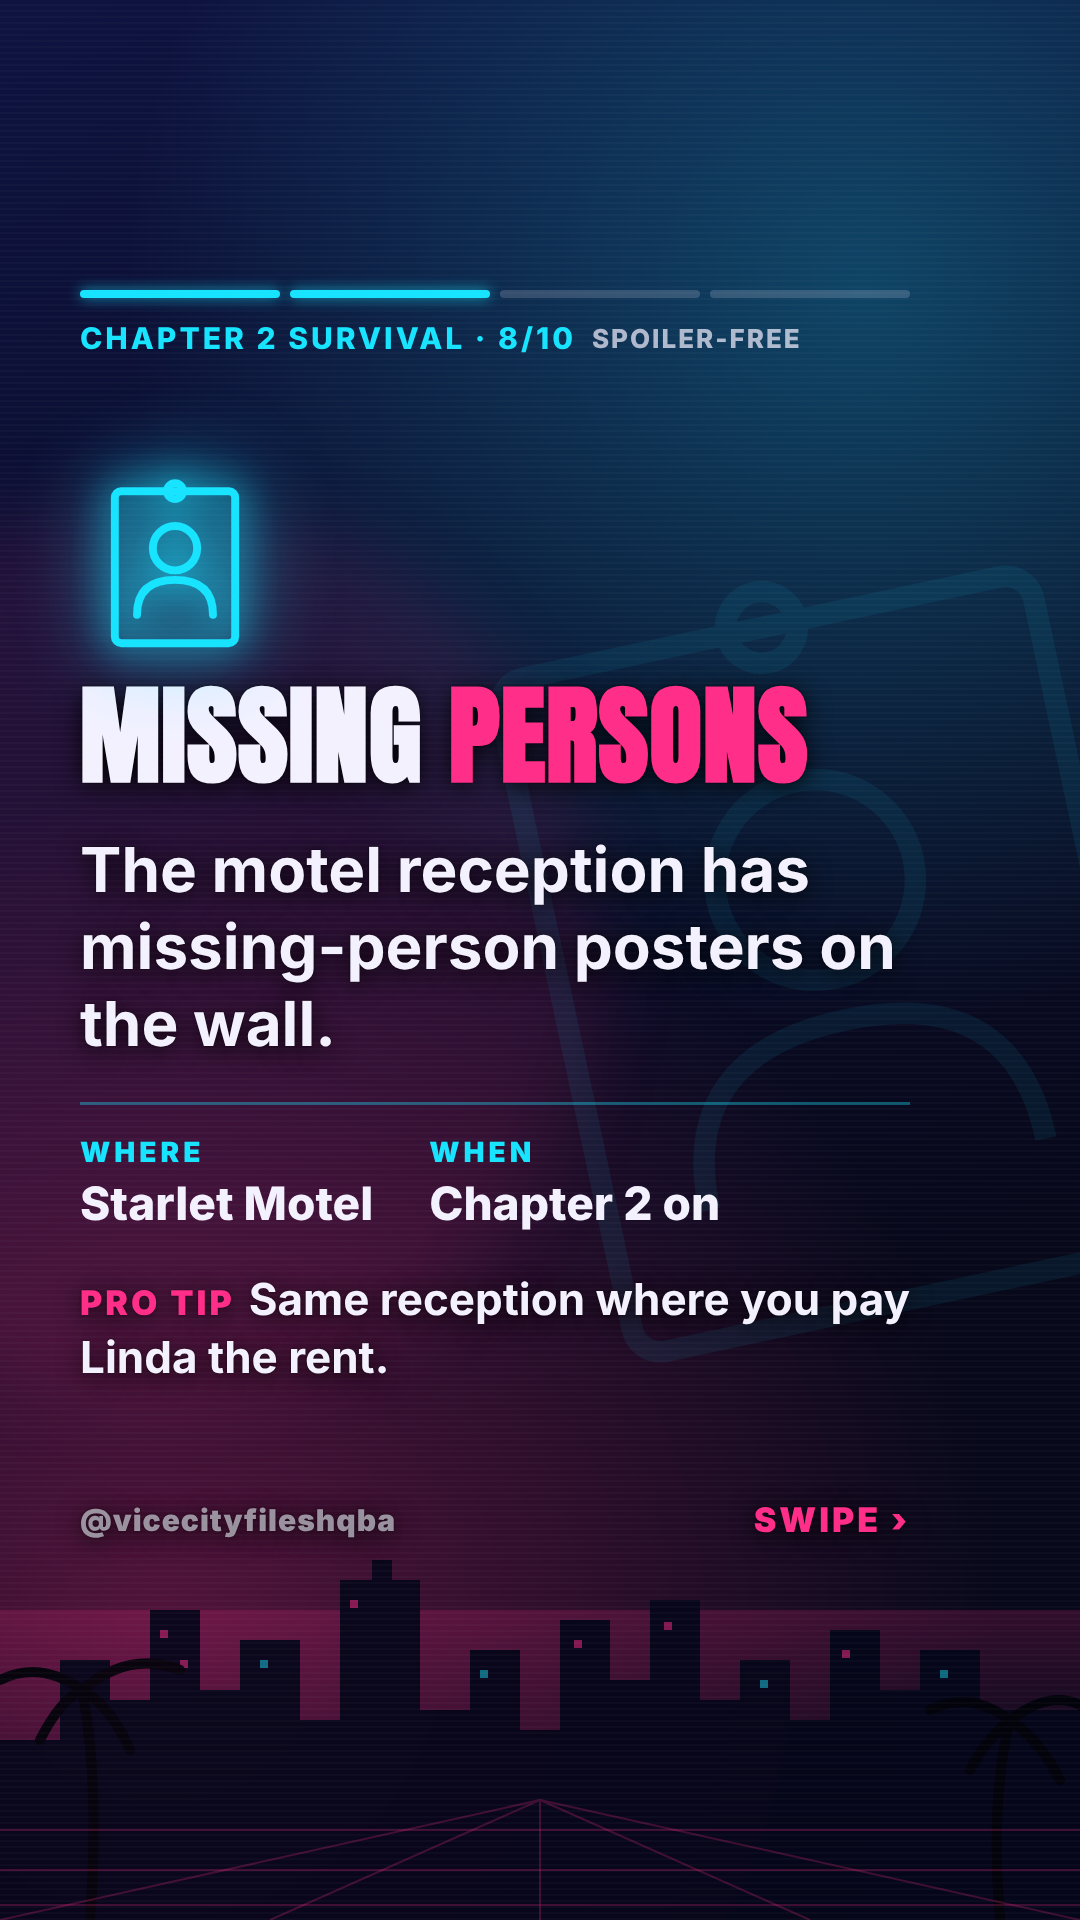 CHAPTER 2 SURVIVAL · 8/10 SPOILER-FREE
MISSING PERSONS
The motel reception has
missing-person posters on
the wall.
WHERE WHEN
Starlet Motel Chapter 2 on
PRO TIP Same reception where you pay
Linda the rent.
@vicecityfileshqba SWIPE ›